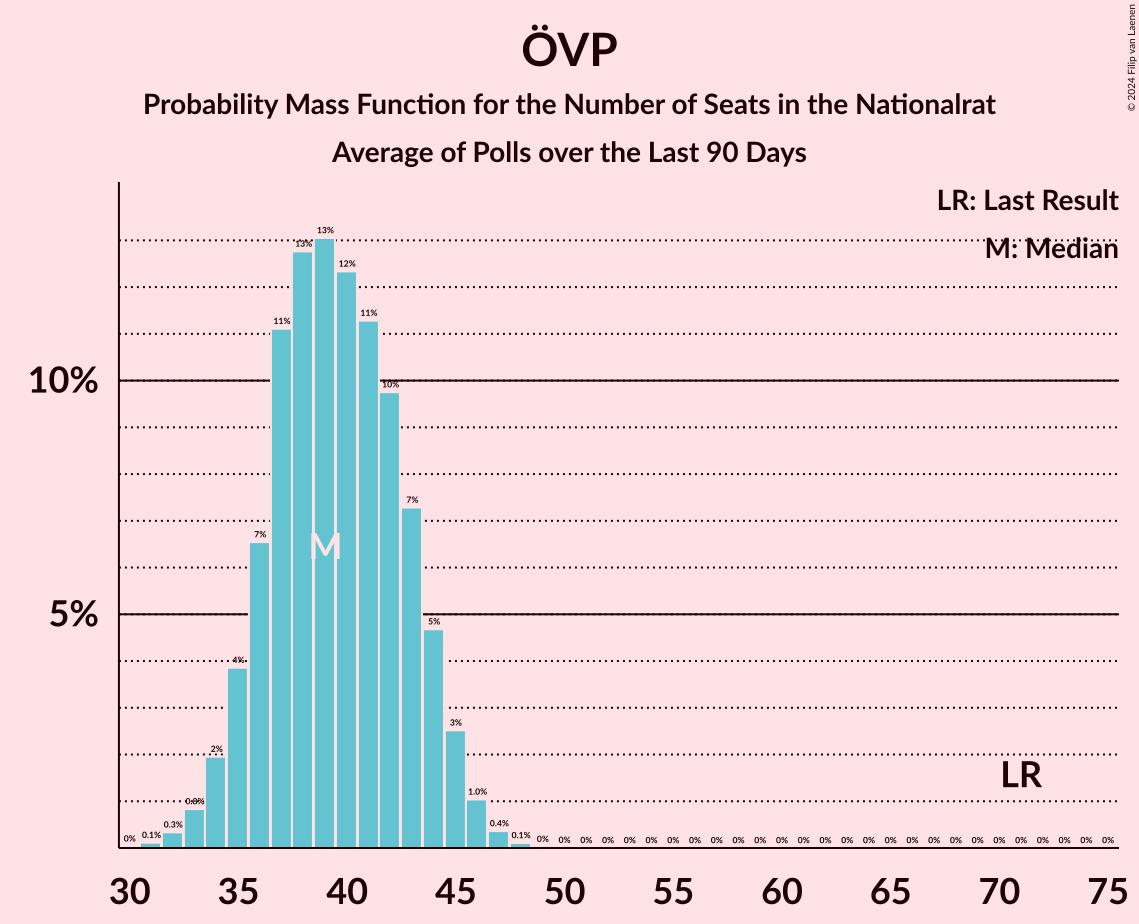 ÖVP
Probability Mass Function for the Number of Seats in the Nationalrat
Average of Polls over the Last 90 Days
© 2024 Filip van Laenen
LR: Last Result
M: Median
10%
5%
0% 0.1% 0.3% 0.8% 2% 4% 7% 11% 13% 13% 12% 11% 10% 7% 5% 3% 1.0% 0.4% 0.1% 0% 0% 0% 0% 0% 0% 0% 0% 0% 0% 0% 0% 0% 0% 0% 0% 0% 0% 0% 0% 0% 0% 0% 0% 0% 0% 0%
M
LR
30 35 40 45 50 55 60 65 70 75